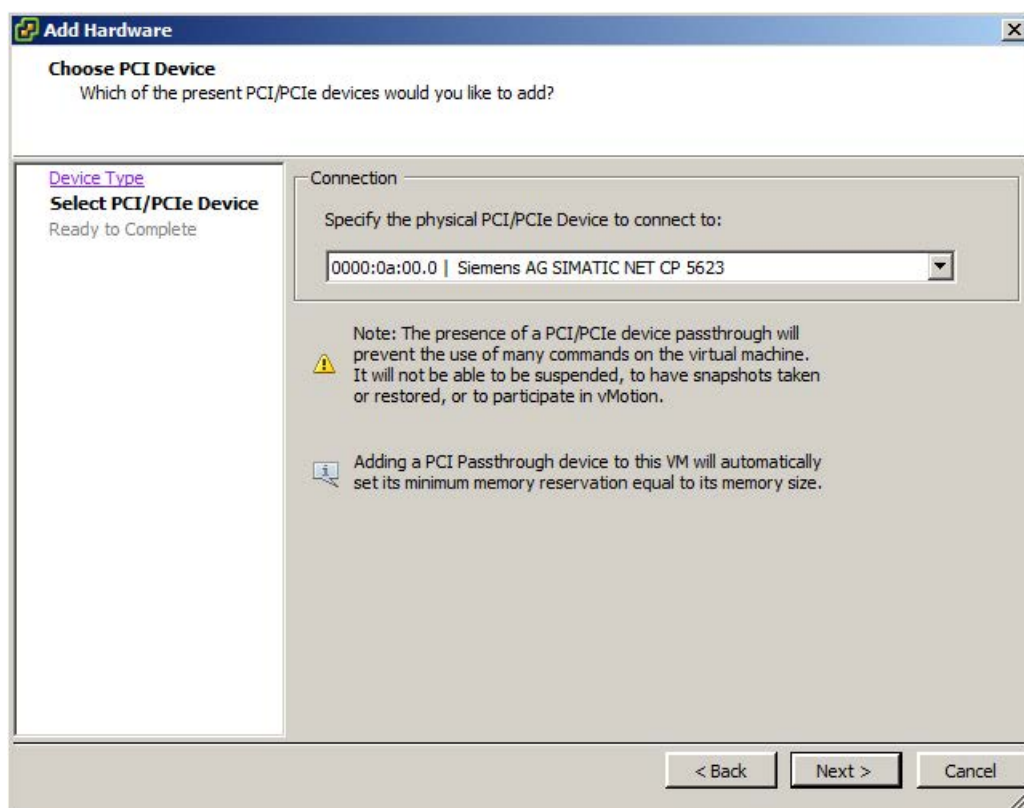 Add Hardware
Choose PCI Device
Which of the present PCI/PCIe devices would you like to add?
Device Type
Select PCI/PCIe Device
Ready to Complete
Connection
Specify the physical PCI/PCIe Device to connect to:
0000:0a:00.0 | Siemens AG SIMATIC NET CP 5623
Note: The presence of a PCI/PCIe device passthrough will
prevent the use of many commands on the virtual machine.
It will not be able to be suspended, to have snapshots taken
or restored, or to participate in vMotion.
Adding a PCI Passthrough device to this VM will automatically
set its minimum memory reservation equal to its memory size.
< Back
Next >
Cancel